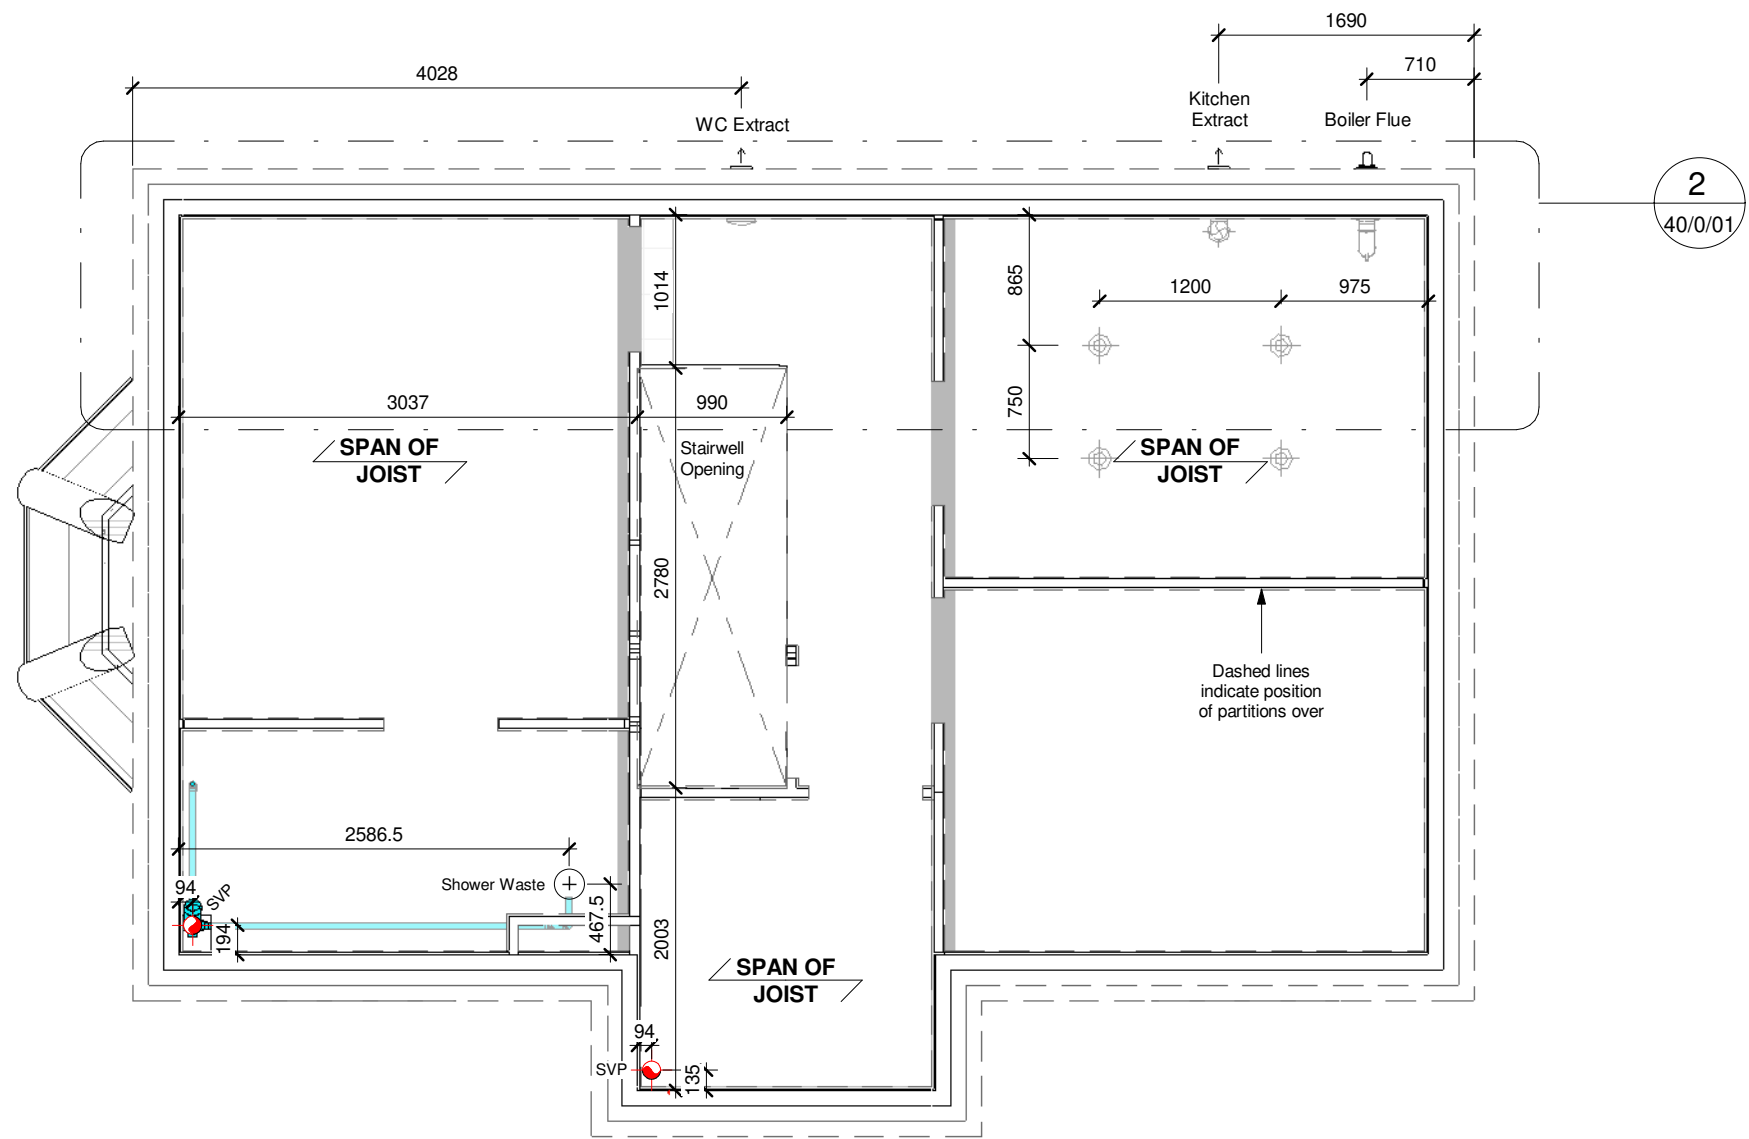 1690
4028
710
WC Extract
Kitchen
Extract
Boiler Flue
2
40/0/01
1014
865
1200
975
750
3037
990
SPAN OF
JOIST
Stairwell
Opening
SPAN OF
JOIST
2780
Dashed lines
indicate position
of partitions over
2586.5
Shower Waste
94
SVP
194
467.5
2003
SPAN OF
JOIST
94
SVP
135